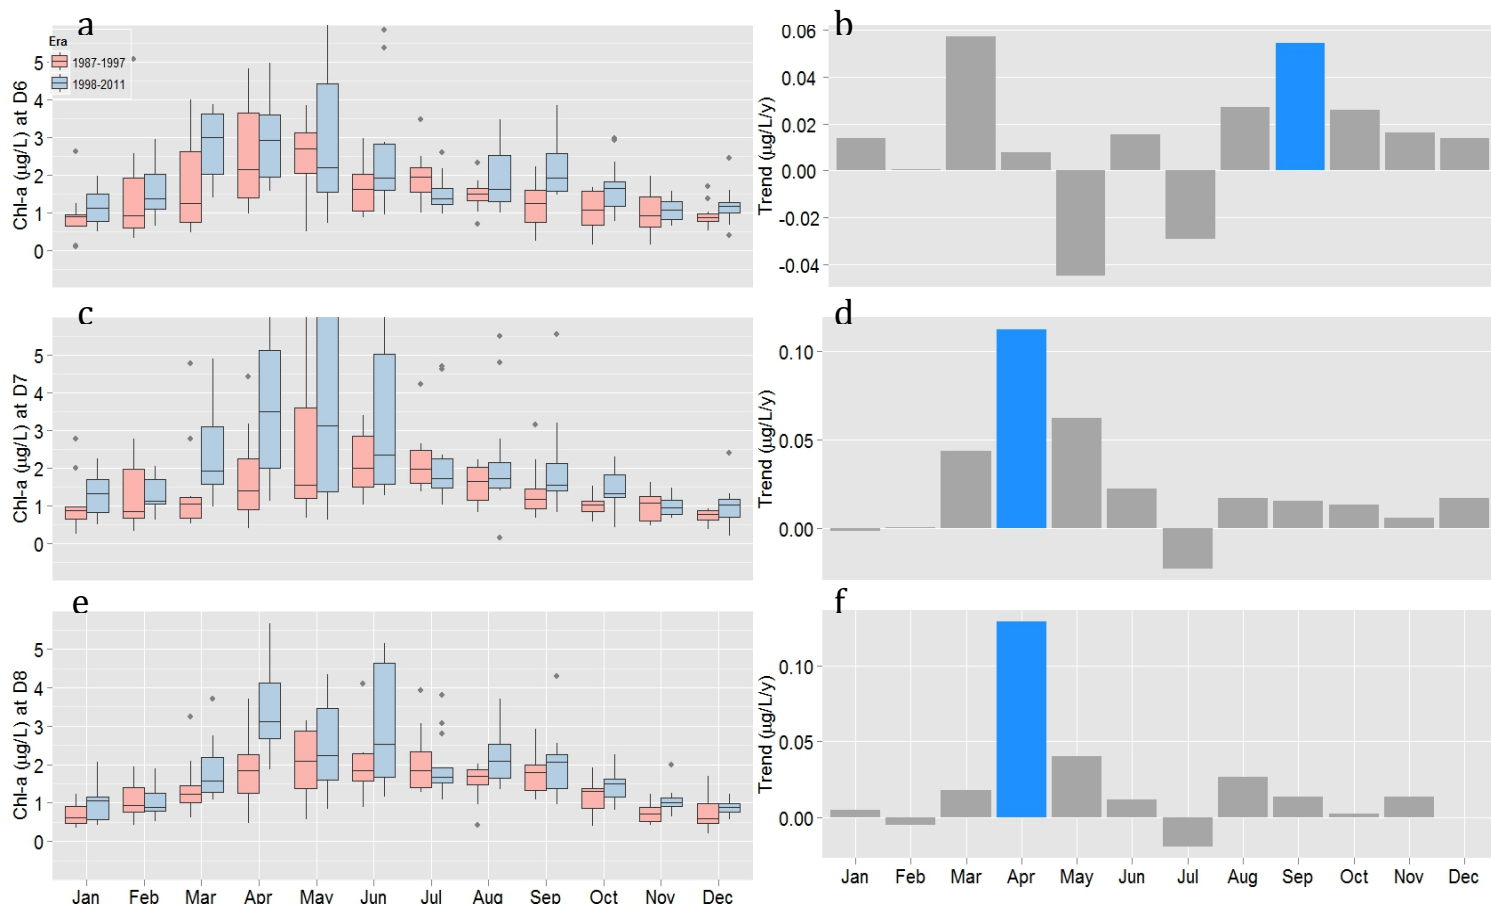 a
Era
1987-1997
1998-2011
Chl-a (µg/L) at D6
5
4
3
2
1
0
b
Trend (µg/L/y)
0.06
0.04
0.02
0.00
-0.02
-0.04
c
Chl-a (µg/L) at D7
5
4
3
2
1
0
d
Trend (µg/L/y)
0.10
0.05
0.00
e
Chl-a (µg/L) at D8
5
4
3
2
1
0
Jan Feb Mar Apr May Jun Jul Aug Sep Oct Nov Dec
f
Trend (µg/L/y)
0.10
0.05
0.00
Jan Feb Mar Apr May Jun Jul Aug Sep Oct Nov Dec